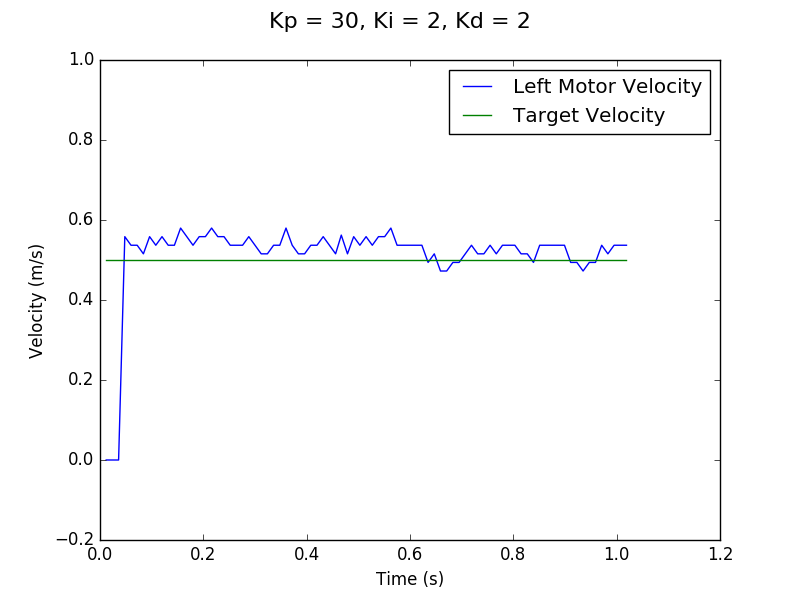 Kp = 30, Ki = 2, Kd = 2
Left Motor Velocity
Target Velocity
1.0
0.8
0.6
0.4
0.2
0.0
−0.2
Velocity (m/s)
0.0 0.2 0.4 0.6 0.8 1.0 1.2
Time (s)